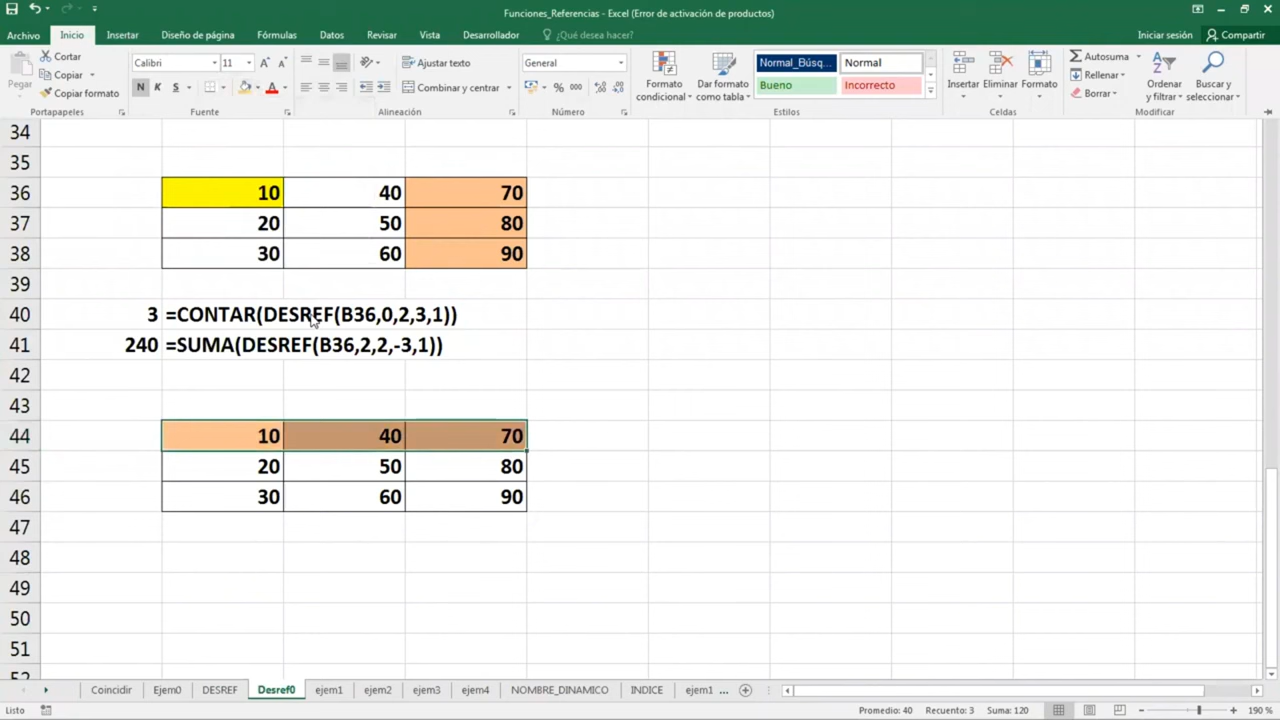 Funciones_Referencias - Excel (Error de activación de productos)
Archivo Inicio Insertar Diseño de página Fórmulas Datos Revisar Vista Desarrollador ¿Qué desea hacer? Iniciar sesión Compartir
Pegar Cortar Copiar Copiar formato
Calibri 11 N K S A
Ajustar texto
Combinar y centrar
General
% 000
Formato condicional
Dar formato como tabla
Normal_Búsq... Normal
Bueno Incorrecto
Insertar Eliminar Formato
Autosuma
Rellenar
Borrar
Ordenar y filtrar
Buscar y seleccionar
Portapapeles Fuente Alineación Número Estilos Celdas Modificar
34
35
36 10 40 70
37 20 50 80
38 30 60 90
39
40 3 =CONTAR(DESREF(B36,0,2,3,1))
41 240 =SUMA(DESREF(B36,2,2,-3,1))
42
43
44 10 40 70
45 20 50 80
46 30 60 90
47
48
49
50
51
52
Coincidir Ejem0 DESREF Desref0 ejem1 ejem2 ejem3 ejem4 NOMBRE_DINAMICO INDICE ejem1 ...
Listo Promedio: 40 Recuento: 3 Suma: 120 190 %